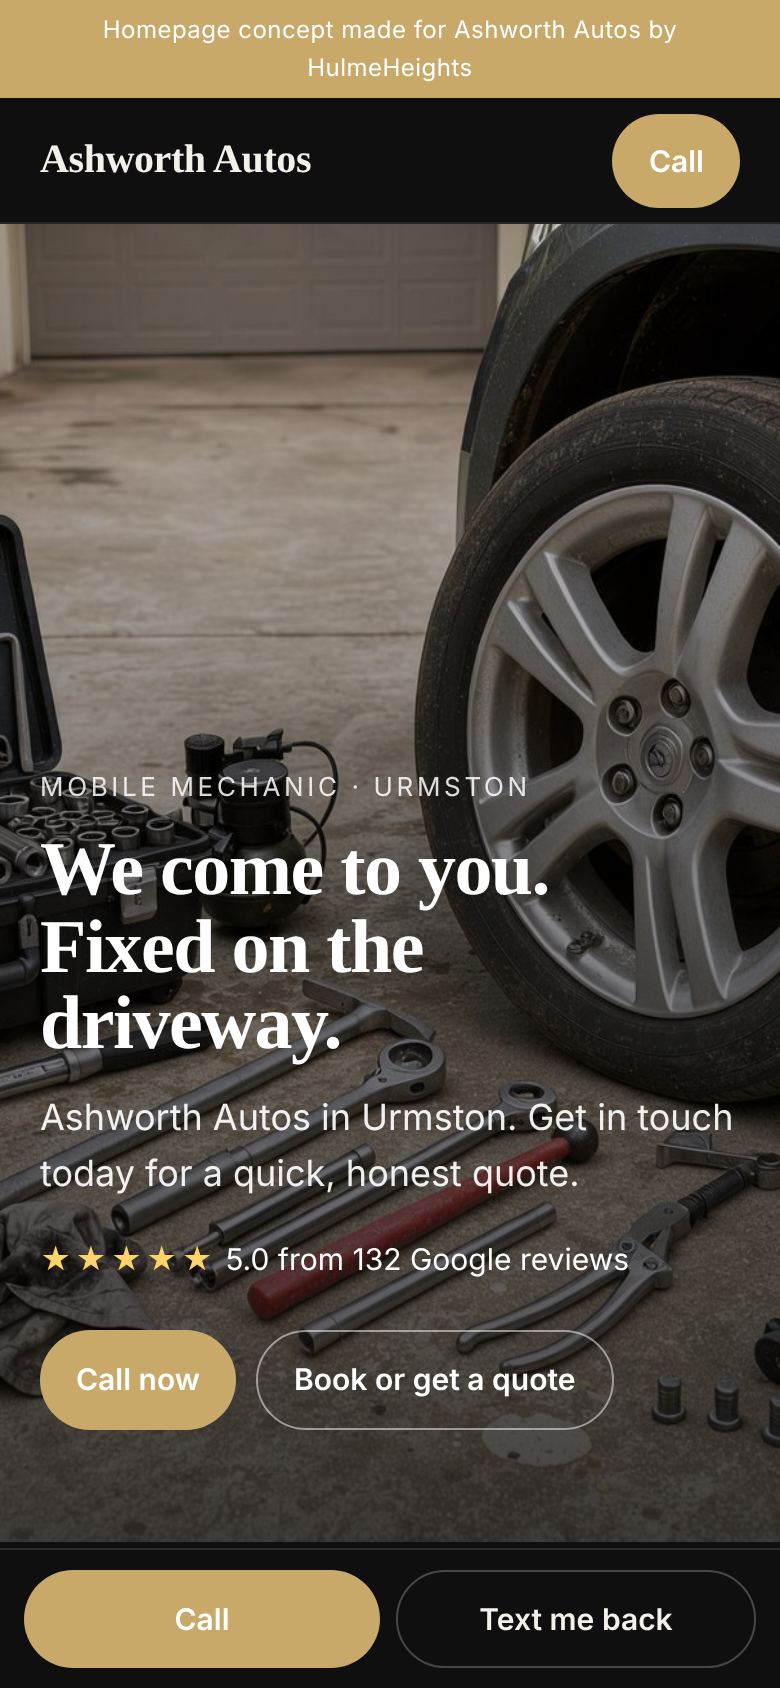 Homepage concept made for Ashworth Autos by
HulmeHeights
Ashworth Autos
Call
MOBILE MECHANIC · URMSTON
We come to you.
Fixed on the
driveway.
Ashworth Autos in Urmston. Get in touch
today for a quick, honest quote.
★★★★★ 5.0 from 132 Google reviews
Call now
Book or get a quote
Call
Text me back